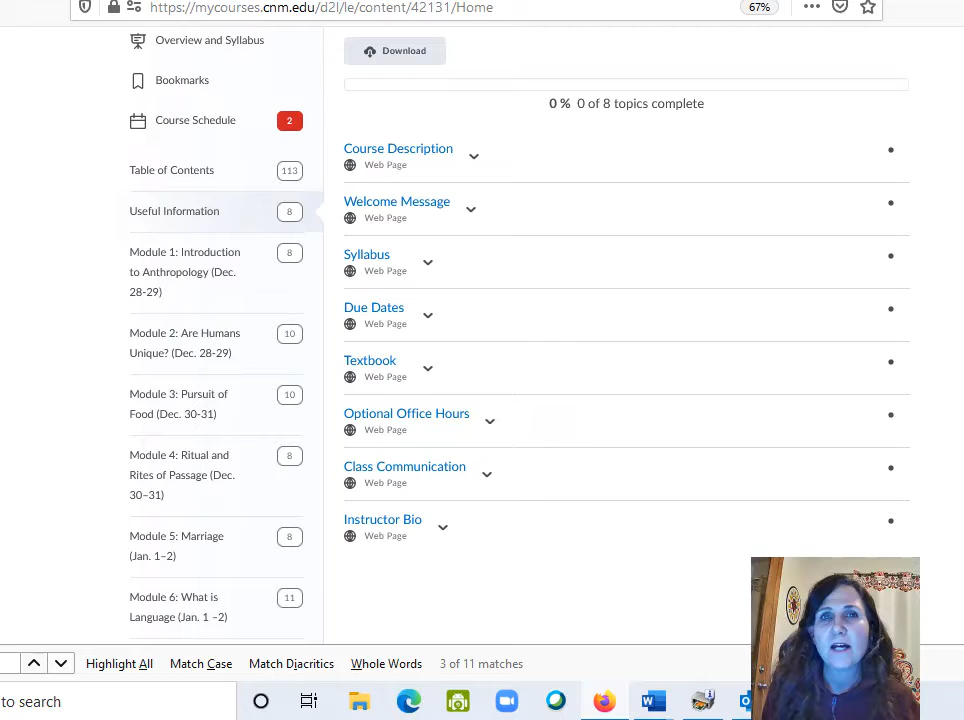 https://mycourses.cnm.edu/d2l/le/content/42131/Home
67%
Overview and Syllabus
Bookmarks
Course Schedule
2
Table of Contents
113
Useful Information
8
Module 1: Introduction
8
to Anthropology (Dec.
28-29)
Module 2: Are Humans
10
Unique? (Dec. 28-29)
Module 3: Pursuit of
10
Food (Dec. 30-31)
Module 4: Ritual and
8
Rites of Passage (Dec.
30–31)
Module 5: Marriage
8
(Jan. 1–2)
Module 6: What is
11
Language (Jan. 1 –2)
Download
0 % 0 of 8 topics complete
Course Description
Web Page
Welcome Message
Web Page
Syllabus
Web Page
Due Dates
Web Page
Textbook
Web Page
Optional Office Hours
Web Page
Class Communication
Web Page
Instructor Bio
Web Page
Highlight All Match Case Match Diacritics Whole Words 3 of 11 matches
to search